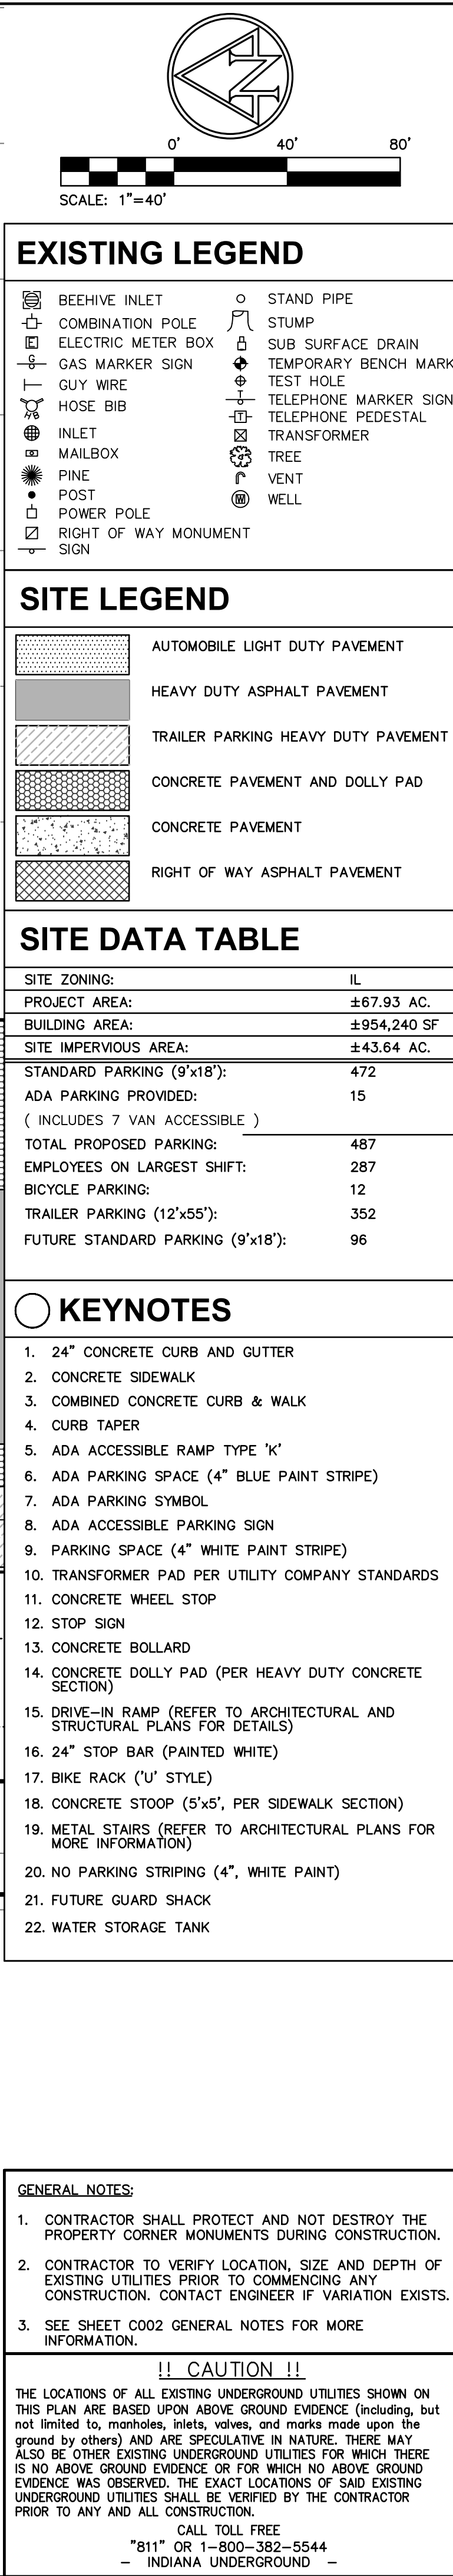 N
0' 40' 80'
SCALE: 1"=40'
EXISTING LEGEND
BEEHIVE INLET
COMBINATION POLE
E ELECTRIC METER BOX
G GAS MARKER SIGN
GUY WIRE
HB HOSE BIB
INLET
MAILBOX
PINE
POST
POWER POLE
RIGHT OF WAY MONUMENT
SIGN
STAND PIPE
STUMP
SUB SURFACE DRAIN
TEMPORARY BENCH MARK
TEST HOLE
T TELEPHONE MARKER SIGN
T TELEPHONE PEDESTAL
TRANSFORMER
TREE
VENT
W WELL
SITE LEGEND
AUTOMOBILE LIGHT DUTY PAVEMENT
HEAVY DUTY ASPHALT PAVEMENT
TRAILER PARKING HEAVY DUTY PAVEMENT
CONCRETE PAVEMENT AND DOLLY PAD
CONCRETE PAVEMENT
RIGHT OF WAY ASPHALT PAVEMENT
SITE DATA TABLE
SITE ZONING: IL
PROJECT AREA: ±67.93 AC.
BUILDING AREA: ±954,240 SF
SITE IMPERVIOUS AREA: ±43.64 AC.
STANDARD PARKING (9'x18'): 472
ADA PARKING PROVIDED: 15
( INCLUDES 7 VAN ACCESSIBLE )
TOTAL PROPOSED PARKING: 487
EMPLOYEES ON LARGEST SHIFT: 287
BICYCLE PARKING: 12
TRAILER PARKING (12'x55'): 352
FUTURE STANDARD PARKING (9'x18'): 96
KEYNOTES
1. 24" CONCRETE CURB AND GUTTER
2. CONCRETE SIDEWALK
3. COMBINED CONCRETE CURB & WALK
4. CURB TAPER
5. ADA ACCESSIBLE RAMP TYPE 'K'
6. ADA PARKING SPACE (4" BLUE PAINT STRIPE)
7. ADA PARKING SYMBOL
8. ADA ACCESSIBLE PARKING SIGN
9. PARKING SPACE (4" WHITE PAINT STRIPE)
10. TRANSFORMER PAD PER UTILITY COMPANY STANDARDS
11. CONCRETE WHEEL STOP
12. STOP SIGN
13. CONCRETE BOLLARD
14. CONCRETE DOLLY PAD (PER HEAVY DUTY CONCRETE
SECTION)
15. DRIVE-IN RAMP (REFER TO ARCHITECTURAL AND
STRUCTURAL PLANS FOR DETAILS)
16. 24" STOP BAR (PAINTED WHITE)
17. BIKE RACK ('U' STYLE)
18. CONCRETE STOOP (5'x5', PER SIDEWALK SECTION)
19. METAL STAIRS (REFER TO ARCHITECTURAL PLANS FOR
MORE INFORMATION)
20. NO PARKING STRIPING (4", WHITE PAINT)
21. FUTURE GUARD SHACK
22. WATER STORAGE TANK
GENERAL NOTES:
1. CONTRACTOR SHALL PROTECT AND NOT DESTROY THE
PROPERTY CORNER MONUMENTS DURING CONSTRUCTION.
2. CONTRACTOR TO VERIFY LOCATION, SIZE AND DEPTH OF
EXISTING UTILITIES PRIOR TO COMMENCING ANY
CONSTRUCTION. CONTACT ENGINEER IF VARIATION EXISTS.
3. SEE SHEET C002 GENERAL NOTES FOR MORE
INFORMATION.
!! CAUTION !!
THE LOCATIONS OF ALL EXISTING UNDERGROUND UTILITIES SHOWN ON
THIS PLAN ARE BASED UPON ABOVE GROUND EVIDENCE (including, but
not limited to, manholes, inlets, valves, and marks made upon the
ground by others) AND ARE SPECULATIVE IN NATURE. THERE MAY
ALSO BE OTHER EXISTING UNDERGROUND UTILITIES FOR WHICH THERE
IS NO ABOVE GROUND EVIDENCE OR FOR WHICH NO ABOVE GROUND
EVIDENCE WAS OBSERVED. THE EXACT LOCATIONS OF SAID EXISTING
UNDERGROUND UTILITIES SHALL BE VERIFIED BY THE CONTRACTOR
PRIOR TO ANY AND ALL CONSTRUCTION.
CALL TOLL FREE
"811" OR 1-800-382-5544
- INDIANA UNDERGROUND -